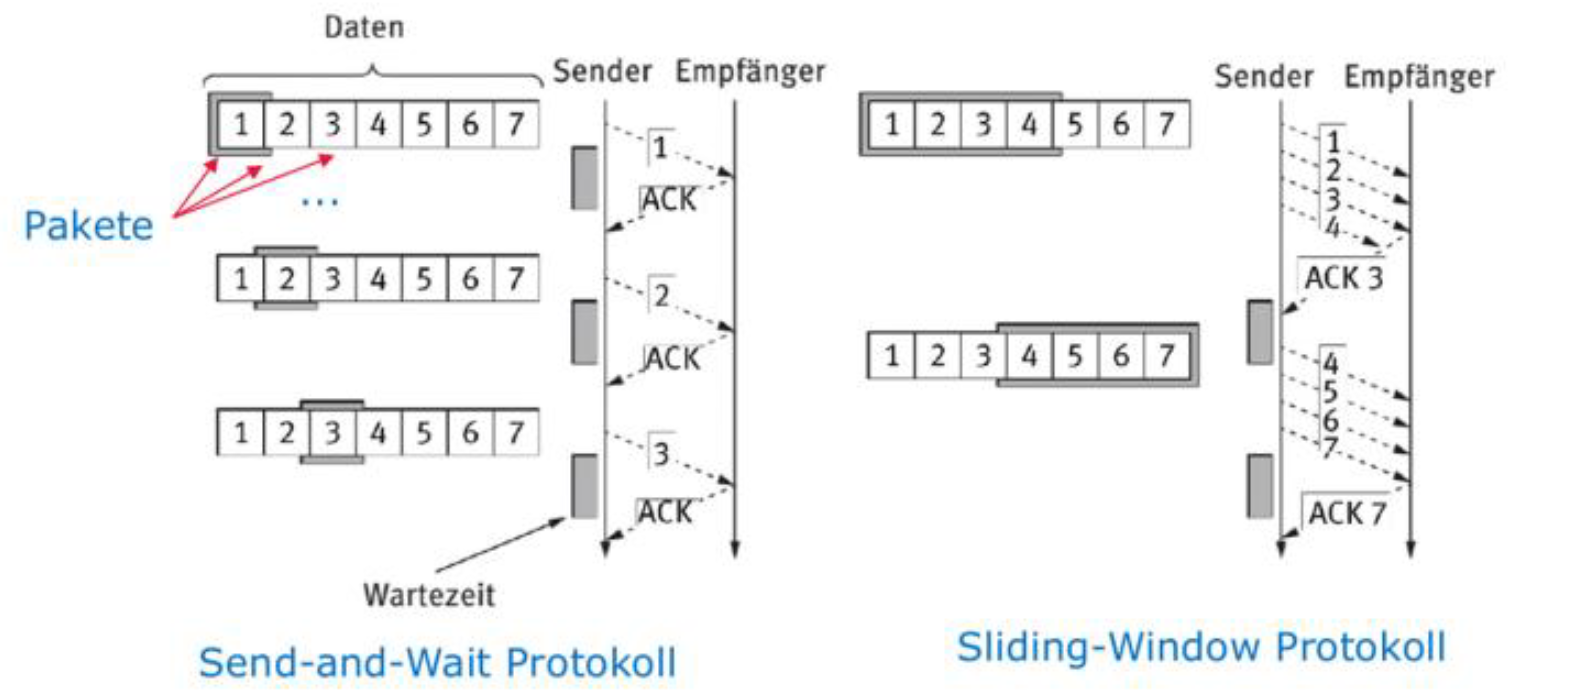 Daten
Sender Empfänger
1 2 3 4 5 6 7
1
ACK
Pakete
...
1 2 3 4 5 6 7
2
ACK
1 2 3 4 5 6 7
3
ACK
Wartezeit
Send-and-Wait Protokoll
Sender Empfänger
1 2 3 4 5 6 7
1
2
3
4
ACK 3
1 2 3 4 5 6 7
4
5
6
7
ACK 7
Sliding-Window Protokoll